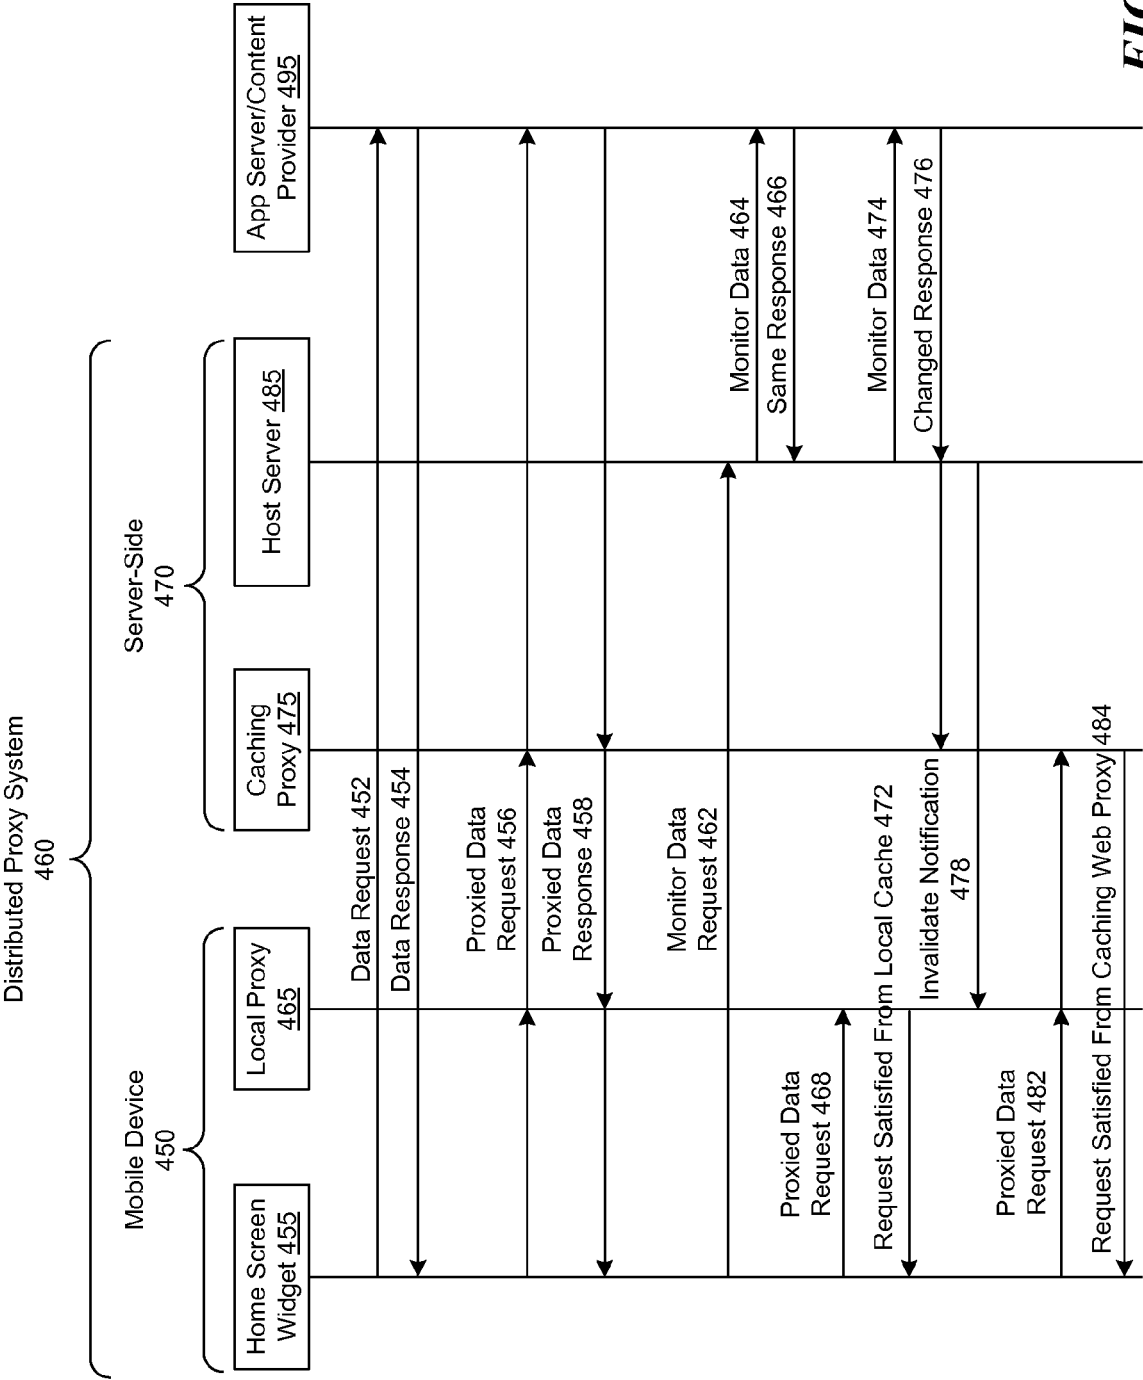 Distributed Proxy System
460
Mobile Device
450
Server-Side
470
Home Screen
Widget 455
Local Proxy
465
Caching
Proxy 475
Host Server 485
App Server/Content
Provider 495
Data Request 452
Data Response 454
Proxied Data
Request 456
Proxied Data
Response 458
Monitor Data
Request 462
Monitor Data 464
Same Response 466
Proxied Data
Request 468
Request Satisfied From Local Cache 472
Monitor Data 474
Changed Response 476
Invalidate Notification
478
Proxied Data
Request 482
Request Satisfied From Caching Web Proxy 484